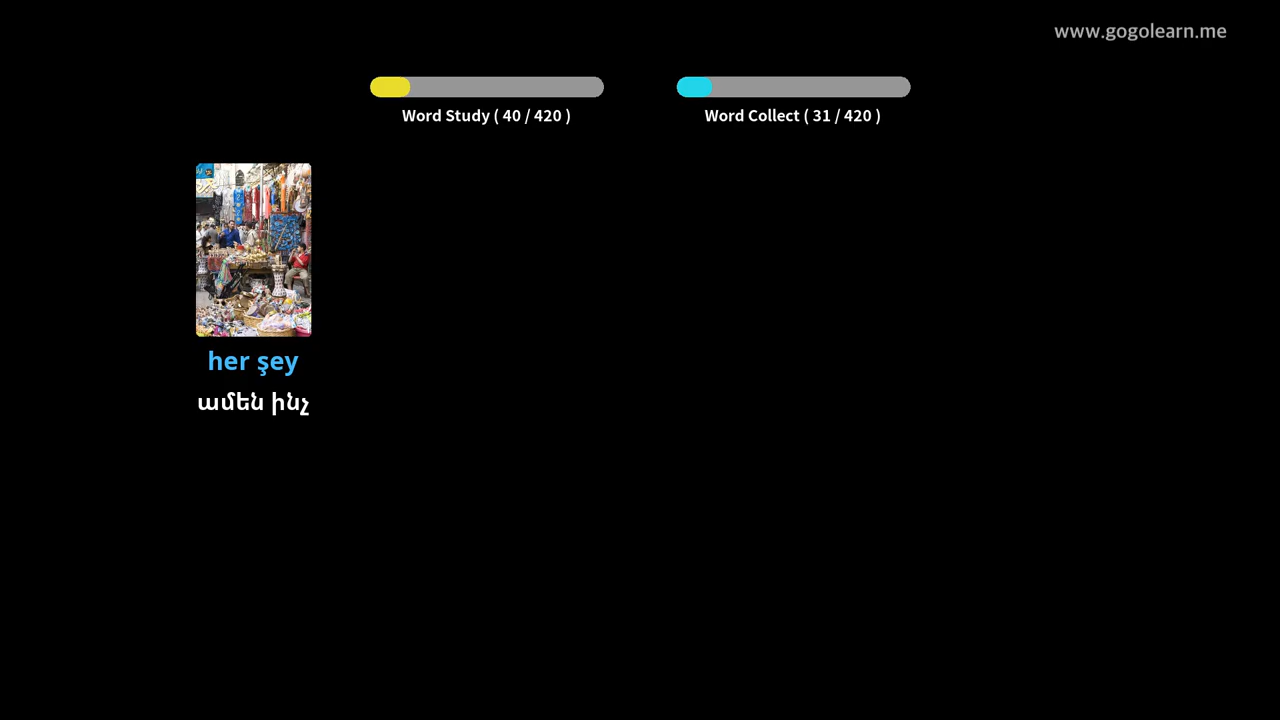 www.gogolearn.me
Word Study ( 40 / 420 )
Word Collect ( 31 / 420 )
her şey
ամեն ինչ